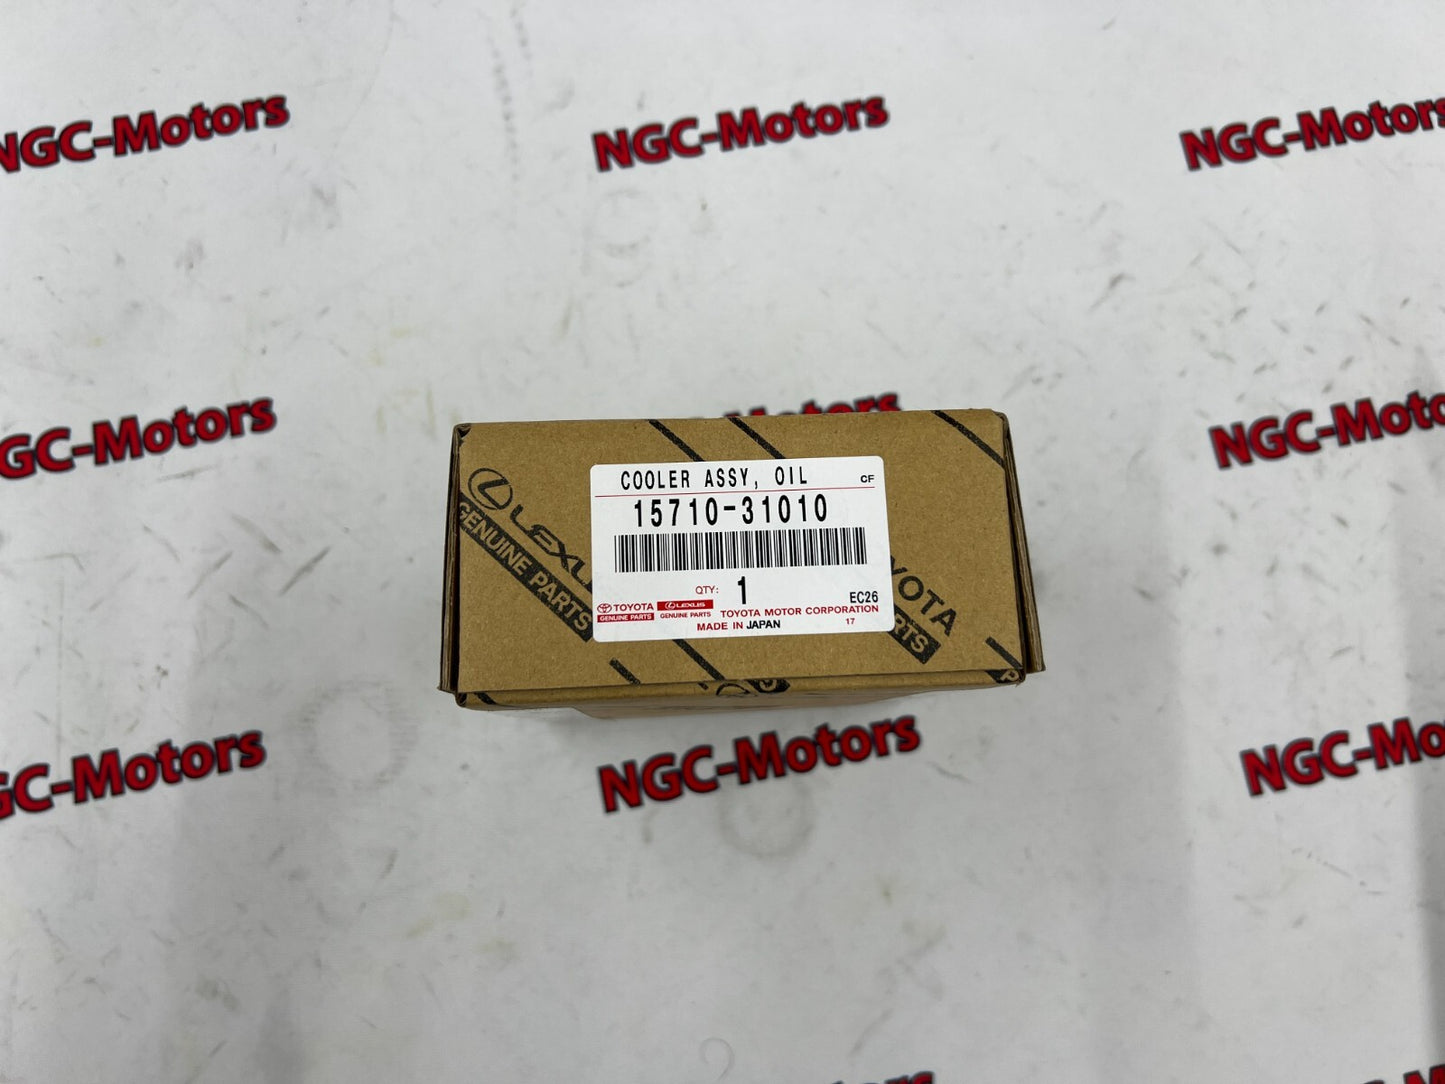 NGC-Motors
NGC-Motors
NGC-Motors
NGC-Motors
NGC-Motors
LEXUS
GENUINE PARTS
COOLER ASSY, OIL
CF
15710-31010
QTY: 1
EC26
TOYOTA
GENUINE PARTS
LEXUS
GENUINE PARTS
TOYOTA MOTOR CORPORATION
MADE IN JAPAN
17
TOYOTA
PARTS
NGC-Motors
NGC-Motors
NGC-Motors